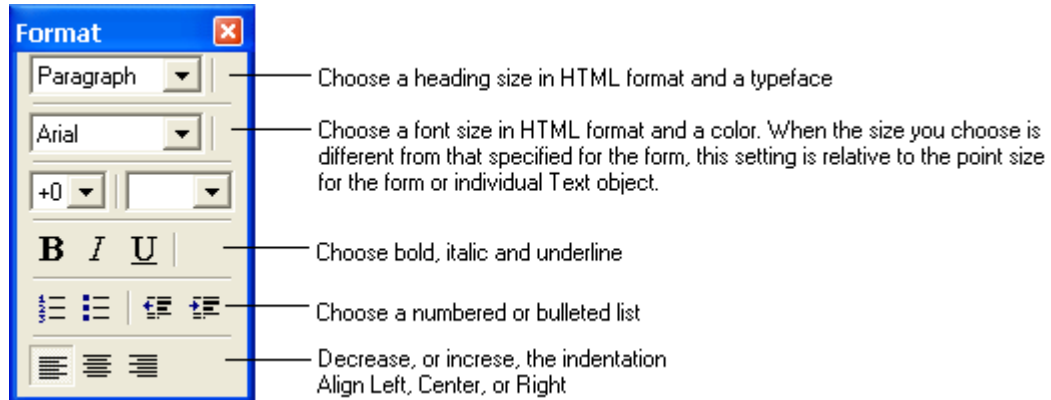 Format
Paragraph
Choose a heading size in HTML format and a typeface
Arial
Choose a font size in HTML format and a color. When the size you choose is
different from that specified for the form, this setting is relative to the point size
for the form or individual Text object.
+0
B I U
Choose bold, italic and underline
Choose a numbered or bulleted list
Decrease, or increse, the indentation
Align Left, Center, or Right